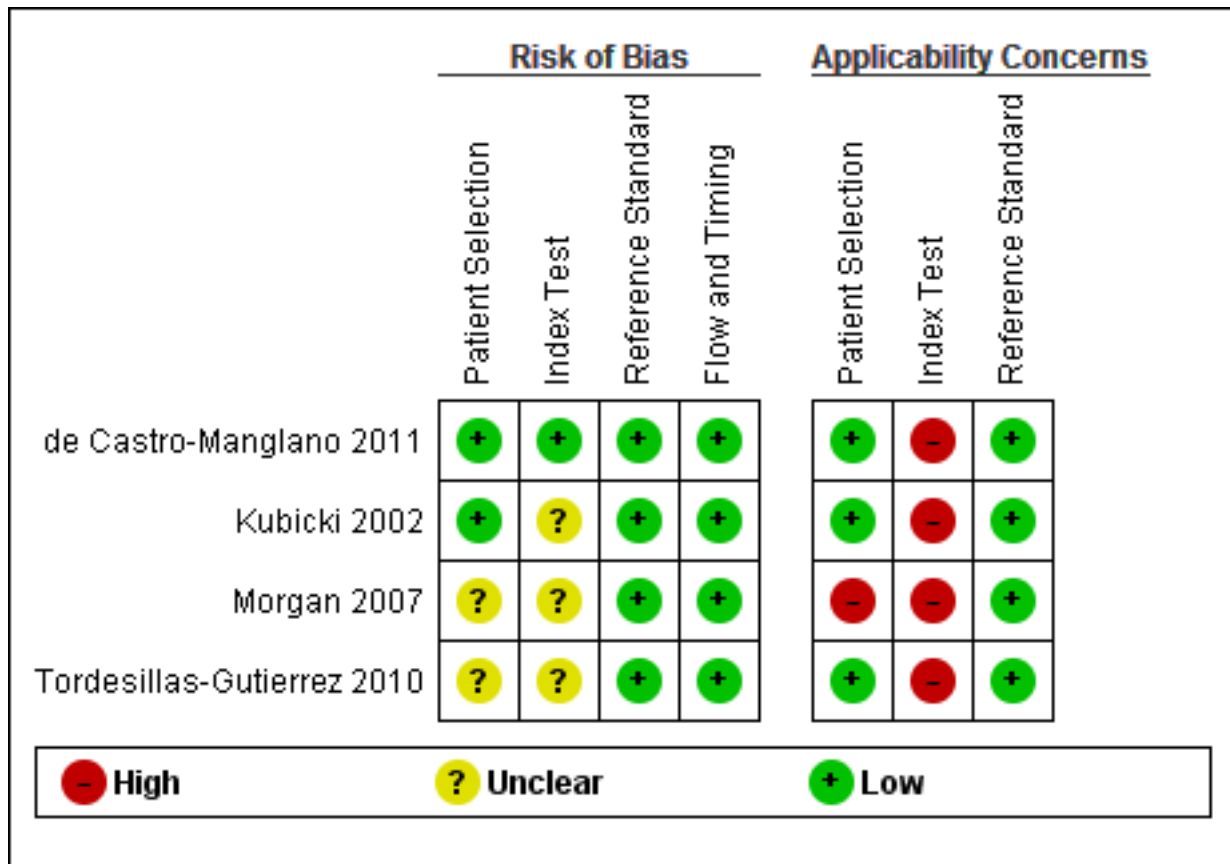 Risk of Bias Applicability Concerns
Patient Selection
Index Test
Reference Standard
Flow and Timing
Patient Selection
Index Test
Reference Standard
de Castro-Manglano 2011 + + + + + - +
Kubicki 2002 + ? + + + - +
Morgan 2007 ? ? + + - - +
Tordesillas-Gutierrez 2010 ? ? + + + - +
- High ? Unclear + Low